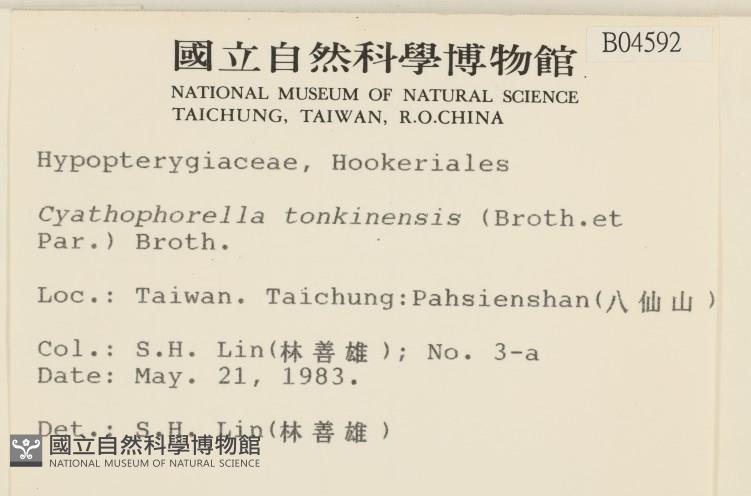 國立自然科學博物館
B04592
NATIONAL MUSEUM OF NATURAL SCIENCE
TAICHUNG, TAIWAN, R.O.CHINA
Hypopterygiaceae, Hookeriales
Cyathophorella tonkinensis (Broth.et
Par.) Broth.
Loc.: Taiwan. Taichung:Pahsienshan(八仙山)
Col.: S.H. Lin(林善雄); No. 3-a
Date: May. 21, 1983.
Det.: S.H. Lin(林善雄)
國立自然科學博物館
NATIONAL MUSEUM OF NATURAL SCIENCE